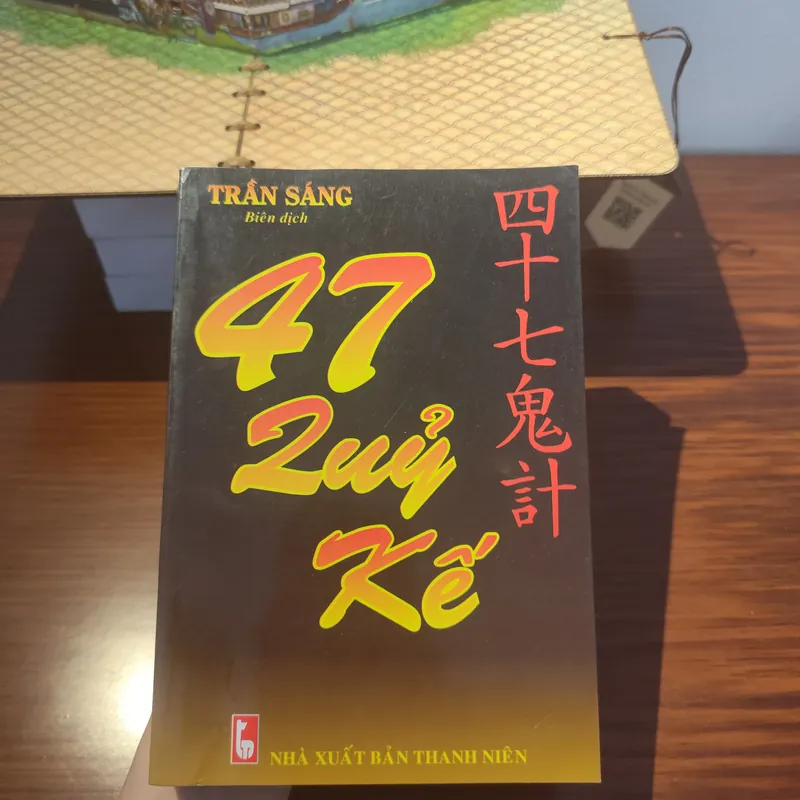 TRẦN SÁNG
Biên dịch
47
Quỷ
Kế
四十七鬼計
NHÀ XUẤT BẢN THANH NIÊN